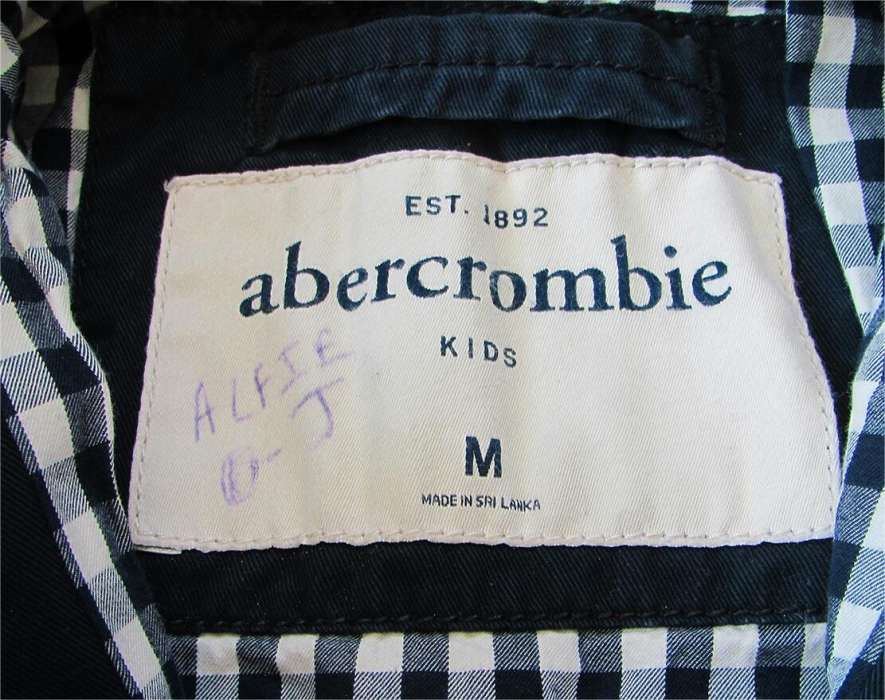 EST. 1892
abercrombie
KIDS
ALFIE
O-J
M
MADE IN SRI LANKA